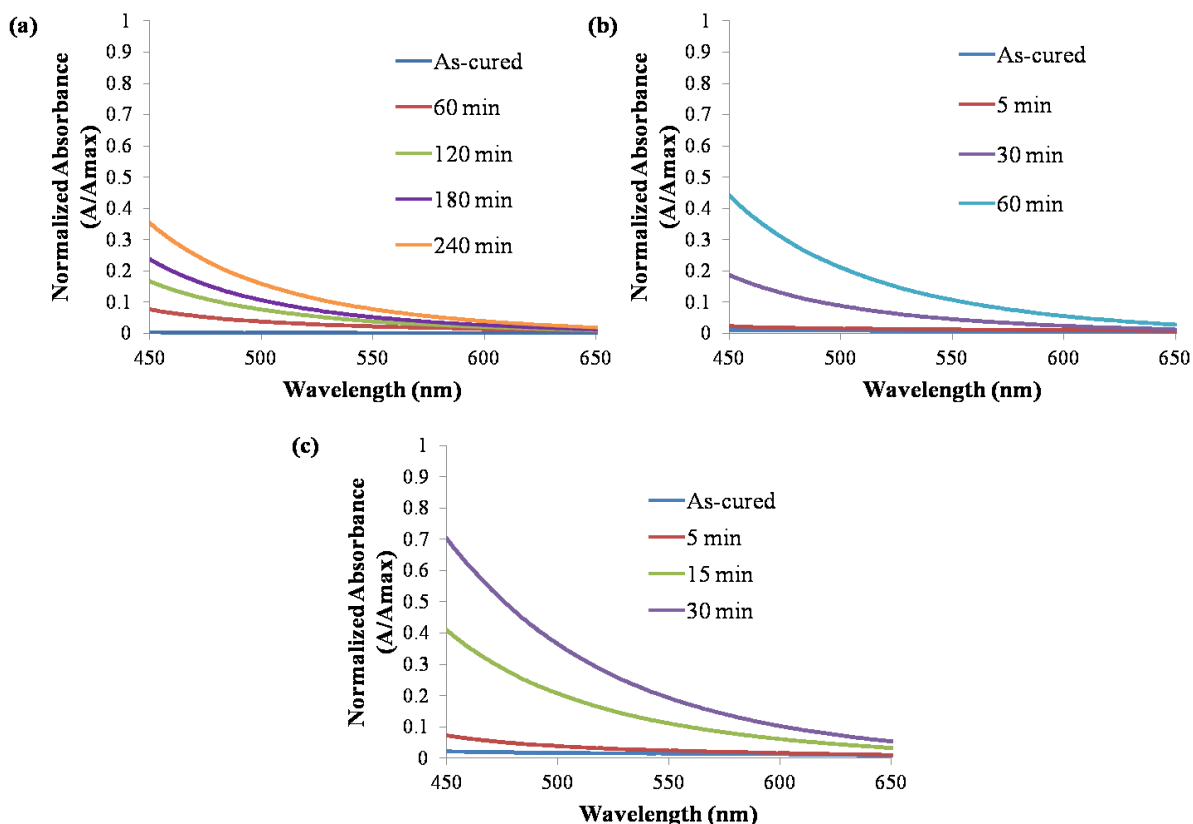 (a)
Normalized Absorbance
(A/Amax)
1
0.9
0.8
0.7
0.6
0.5
0.4
0.3
0.2
0.1
0
450 500 550 600 650
Wavelength (nm)
As-cured
60 min
120 min
180 min
240 min
(b)
Normalized Absorbance
(A/Amax)
1
0.9
0.8
0.7
0.6
0.5
0.4
0.3
0.2
0.1
0
450 500 550 600 650
Wavelength (nm)
As-cured
5 min
30 min
60 min
(c)
Normalized Absorbance
(A/Amax)
1
0.9
0.8
0.7
0.6
0.5
0.4
0.3
0.2
0.1
0
450 500 550 600 650
Wavelength (nm)
As-cured
5 min
15 min
30 min